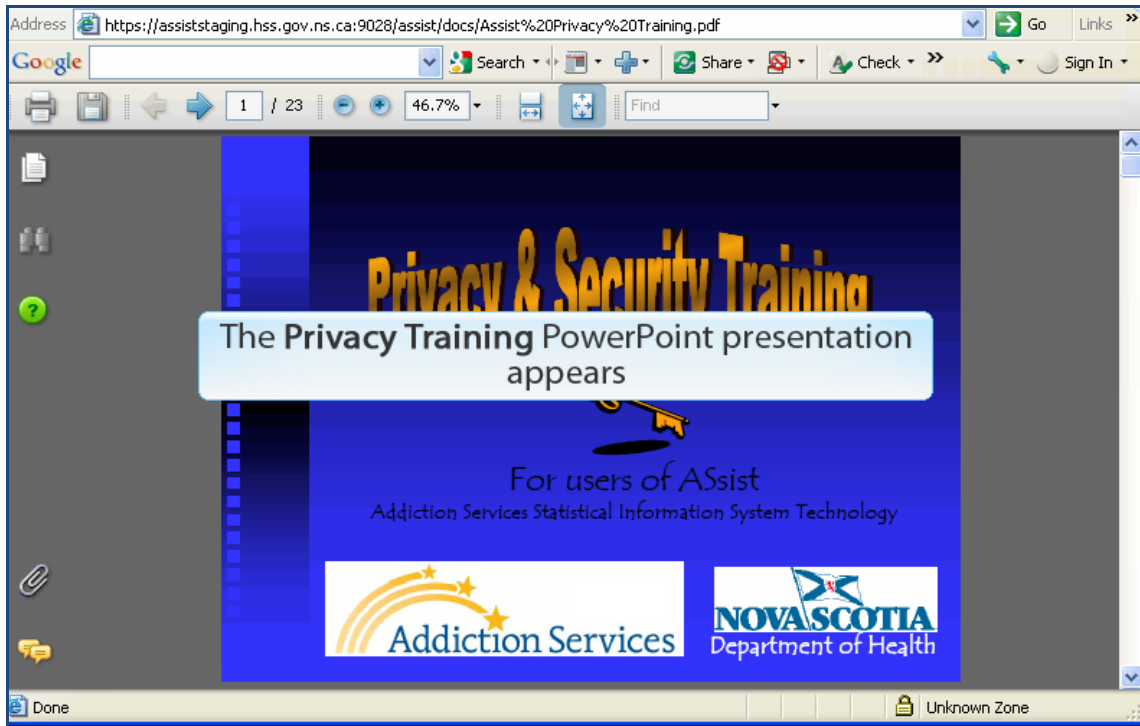 Address https://assiststaging.hss.gov.ns.ca:9028/assist/docs/Assist%20Privacy%20Training.pdf Go Links »
Google Search Share Check » Sign In
1 / 23 46.7% Find
Privacy & Security Training
The Privacy Training PowerPoint presentation
appears
For users of ASsist
Addiction Services Statistical Information System Technology
Addiction Services
NOVA SCOTIA
Department of Health
Done Unknown Zone